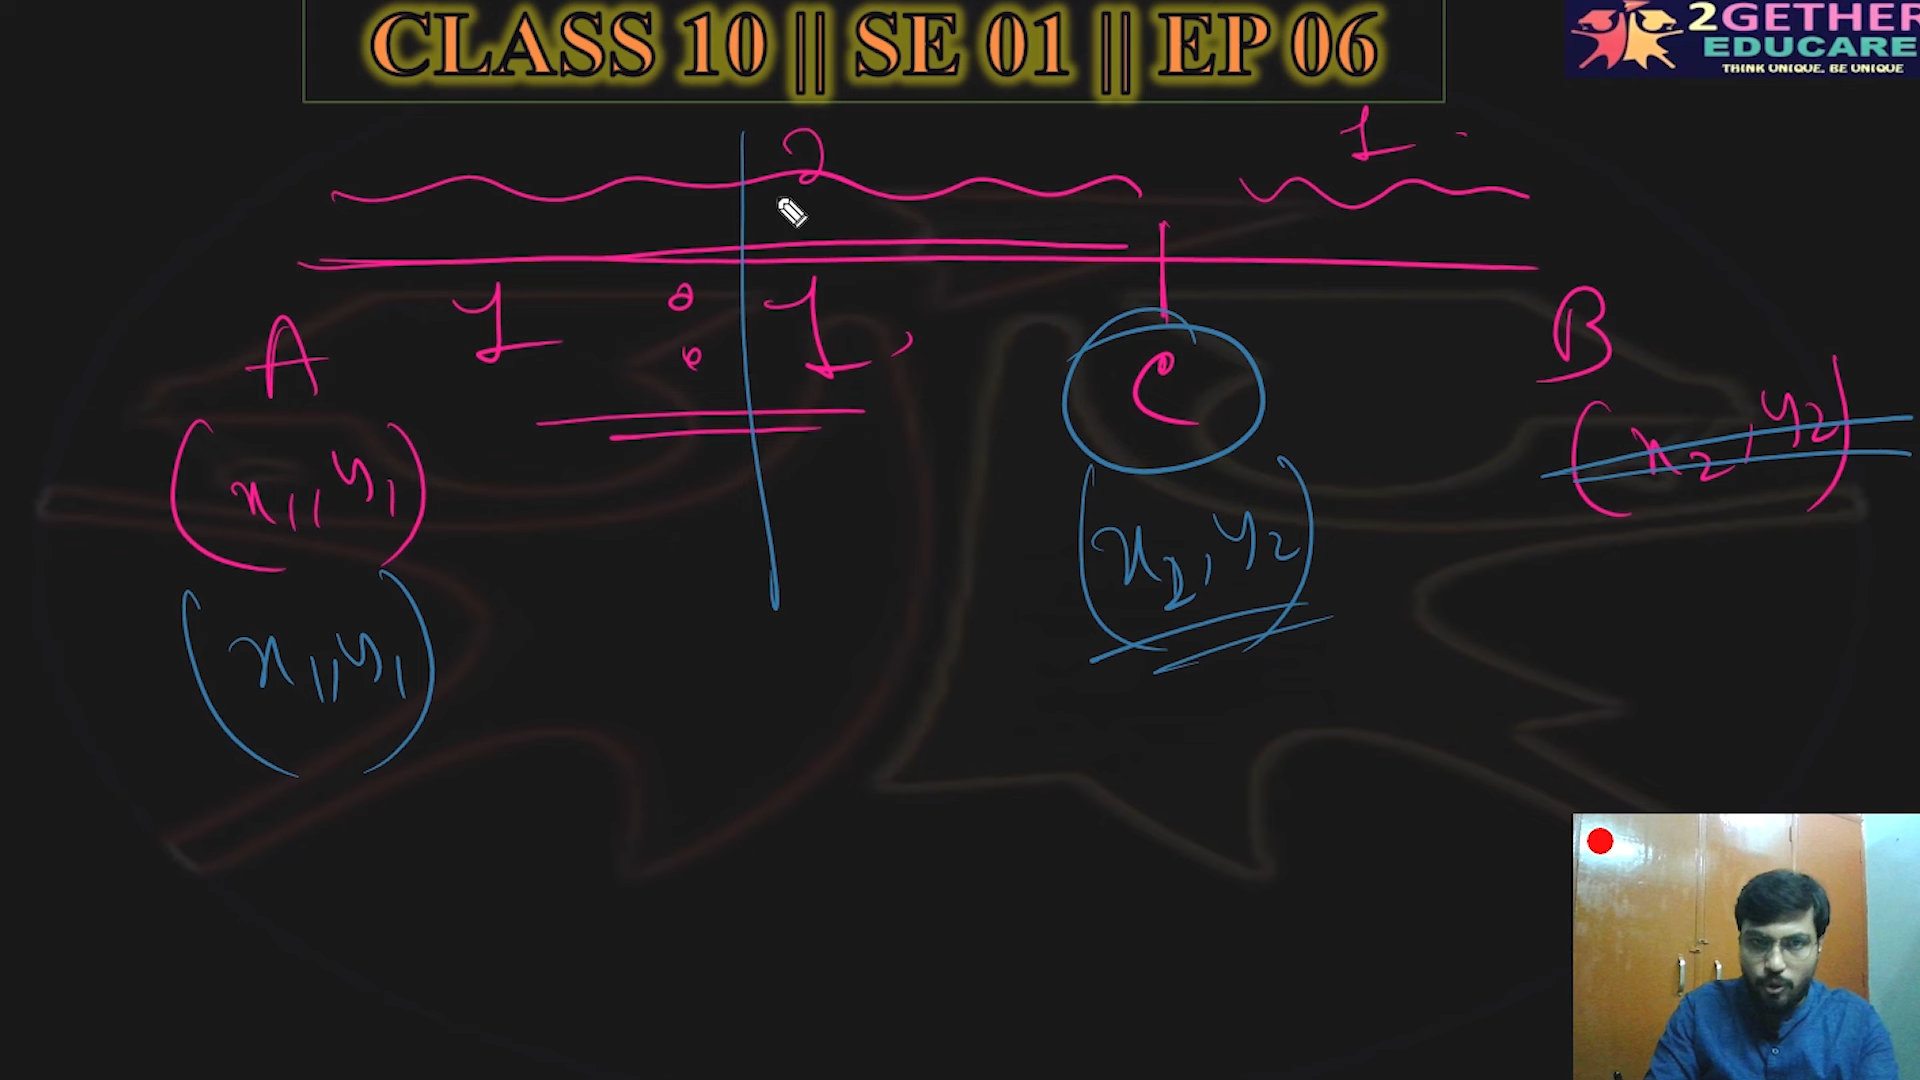 CLASS 10 || SE 01 || EP 06
2GETHER
EDUCARE
THINK UNIQUE. BE UNIQUE
2
1
1 : 1
A
C
B
(x1, y1)
(x2, y2)
(x2, y2)
(x1, y1)